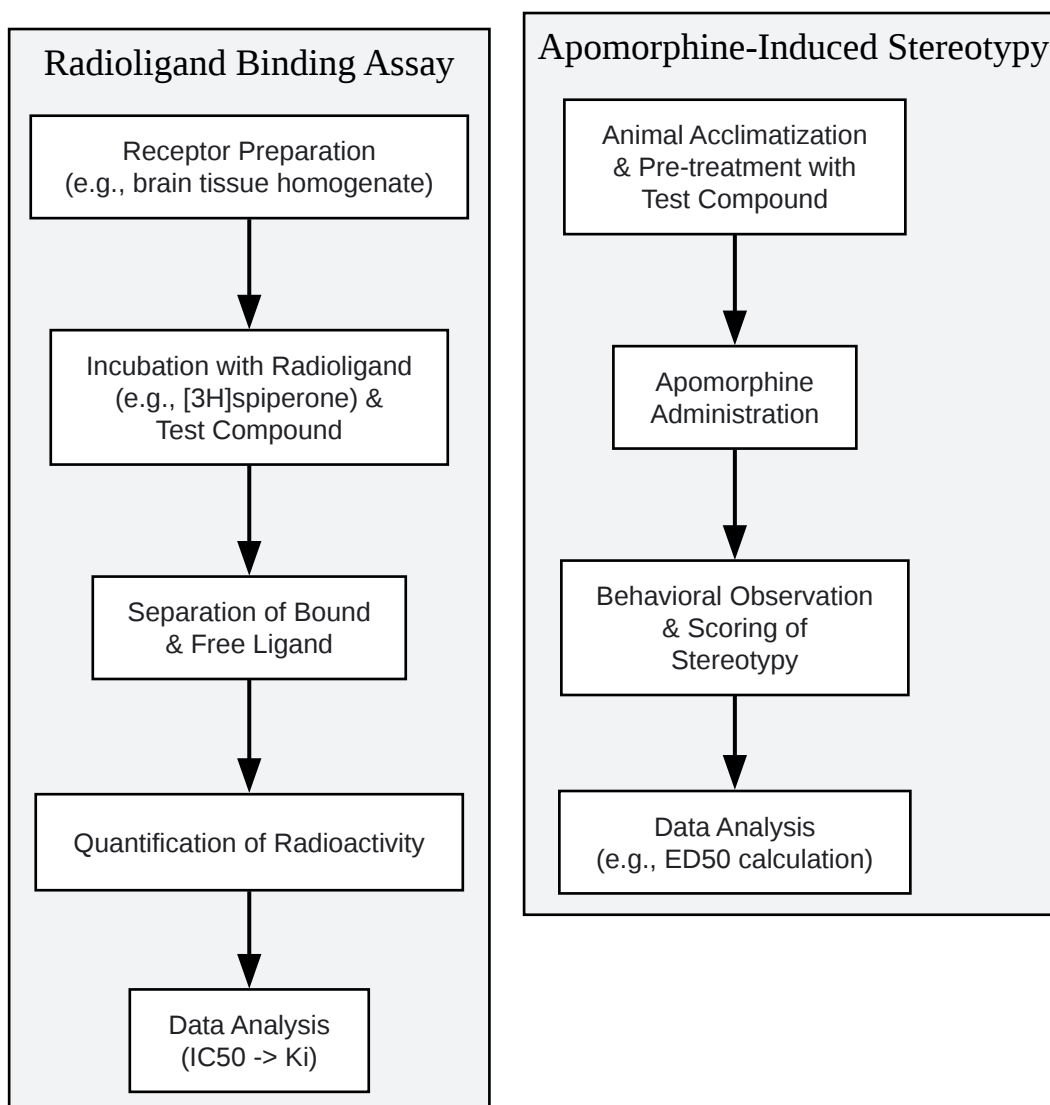 Radioligand Binding Assay
Receptor Preparation
(e.g., brain tissue homogenate)
Incubation with Radioligand
(e.g., [3H]spiperone) &
Test Compound
Separation of Bound
& Free Ligand
Quantification of Radioactivity
Data Analysis
(IC50 -> Ki)
Apomorphine-Induced Stereotypy
Animal Acclimatization
& Pre-treatment with
Test Compound
Apomorphine
Administration
Behavioral Observation
& Scoring of
Stereotypy
Data Analysis
(e.g., ED50 calculation)